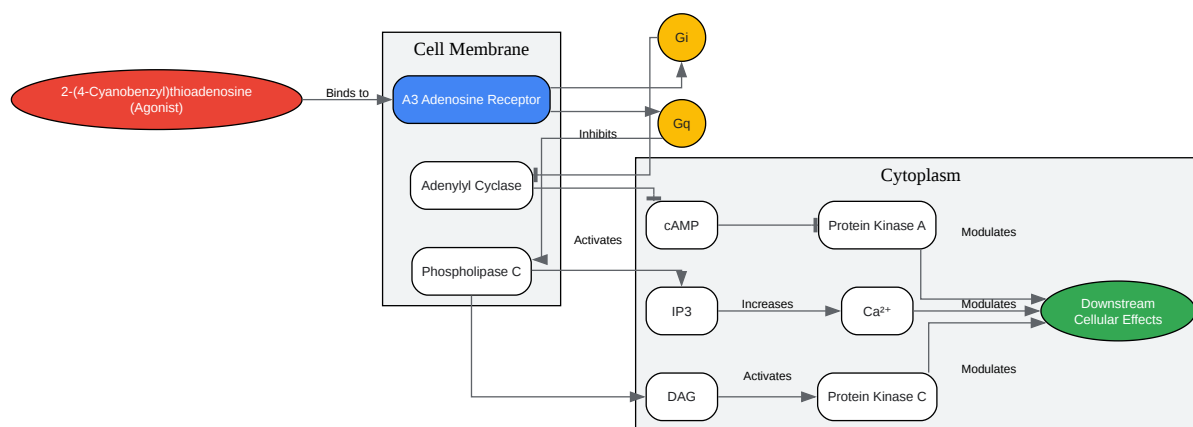 Cell Membrane
Gi
2-(4-Cyanobenzyl)thioadenosine
(Agonist)
Binds to
A3 Adenosine Receptor
Gq
Inhibits
Cytoplasm
Adenylyl Cyclase
cAMP
Protein Kinase A
Modulates
Activates
Phospholipase C
IP3
Increases
Ca²⁺
Modulates
Downstream
Cellular Effects
Modulates
DAG
Activates
Protein Kinase C